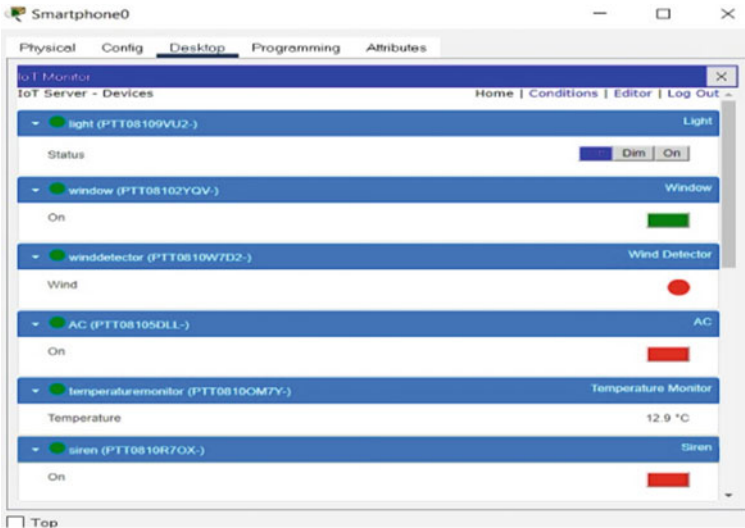 Smartphone0
Physical Config Desktop Programming Attributes
IoT Monitor
IoT Server - Devices Home | Conditions | Editor | Log Out
light (PTT08109VU2-) Light
Status Dim On
window (PTT08102YQV-) Window
On
winddetector (PTT0810W7D2-) Wind Detector
Wind
AC (PTT08105DLL-) AC
On
temperaturemonitor (PTT0810OM7Y-) Temperature Monitor
Temperature 12.9 °C
siren (PTT0810R7OX-) Siren
On
Top